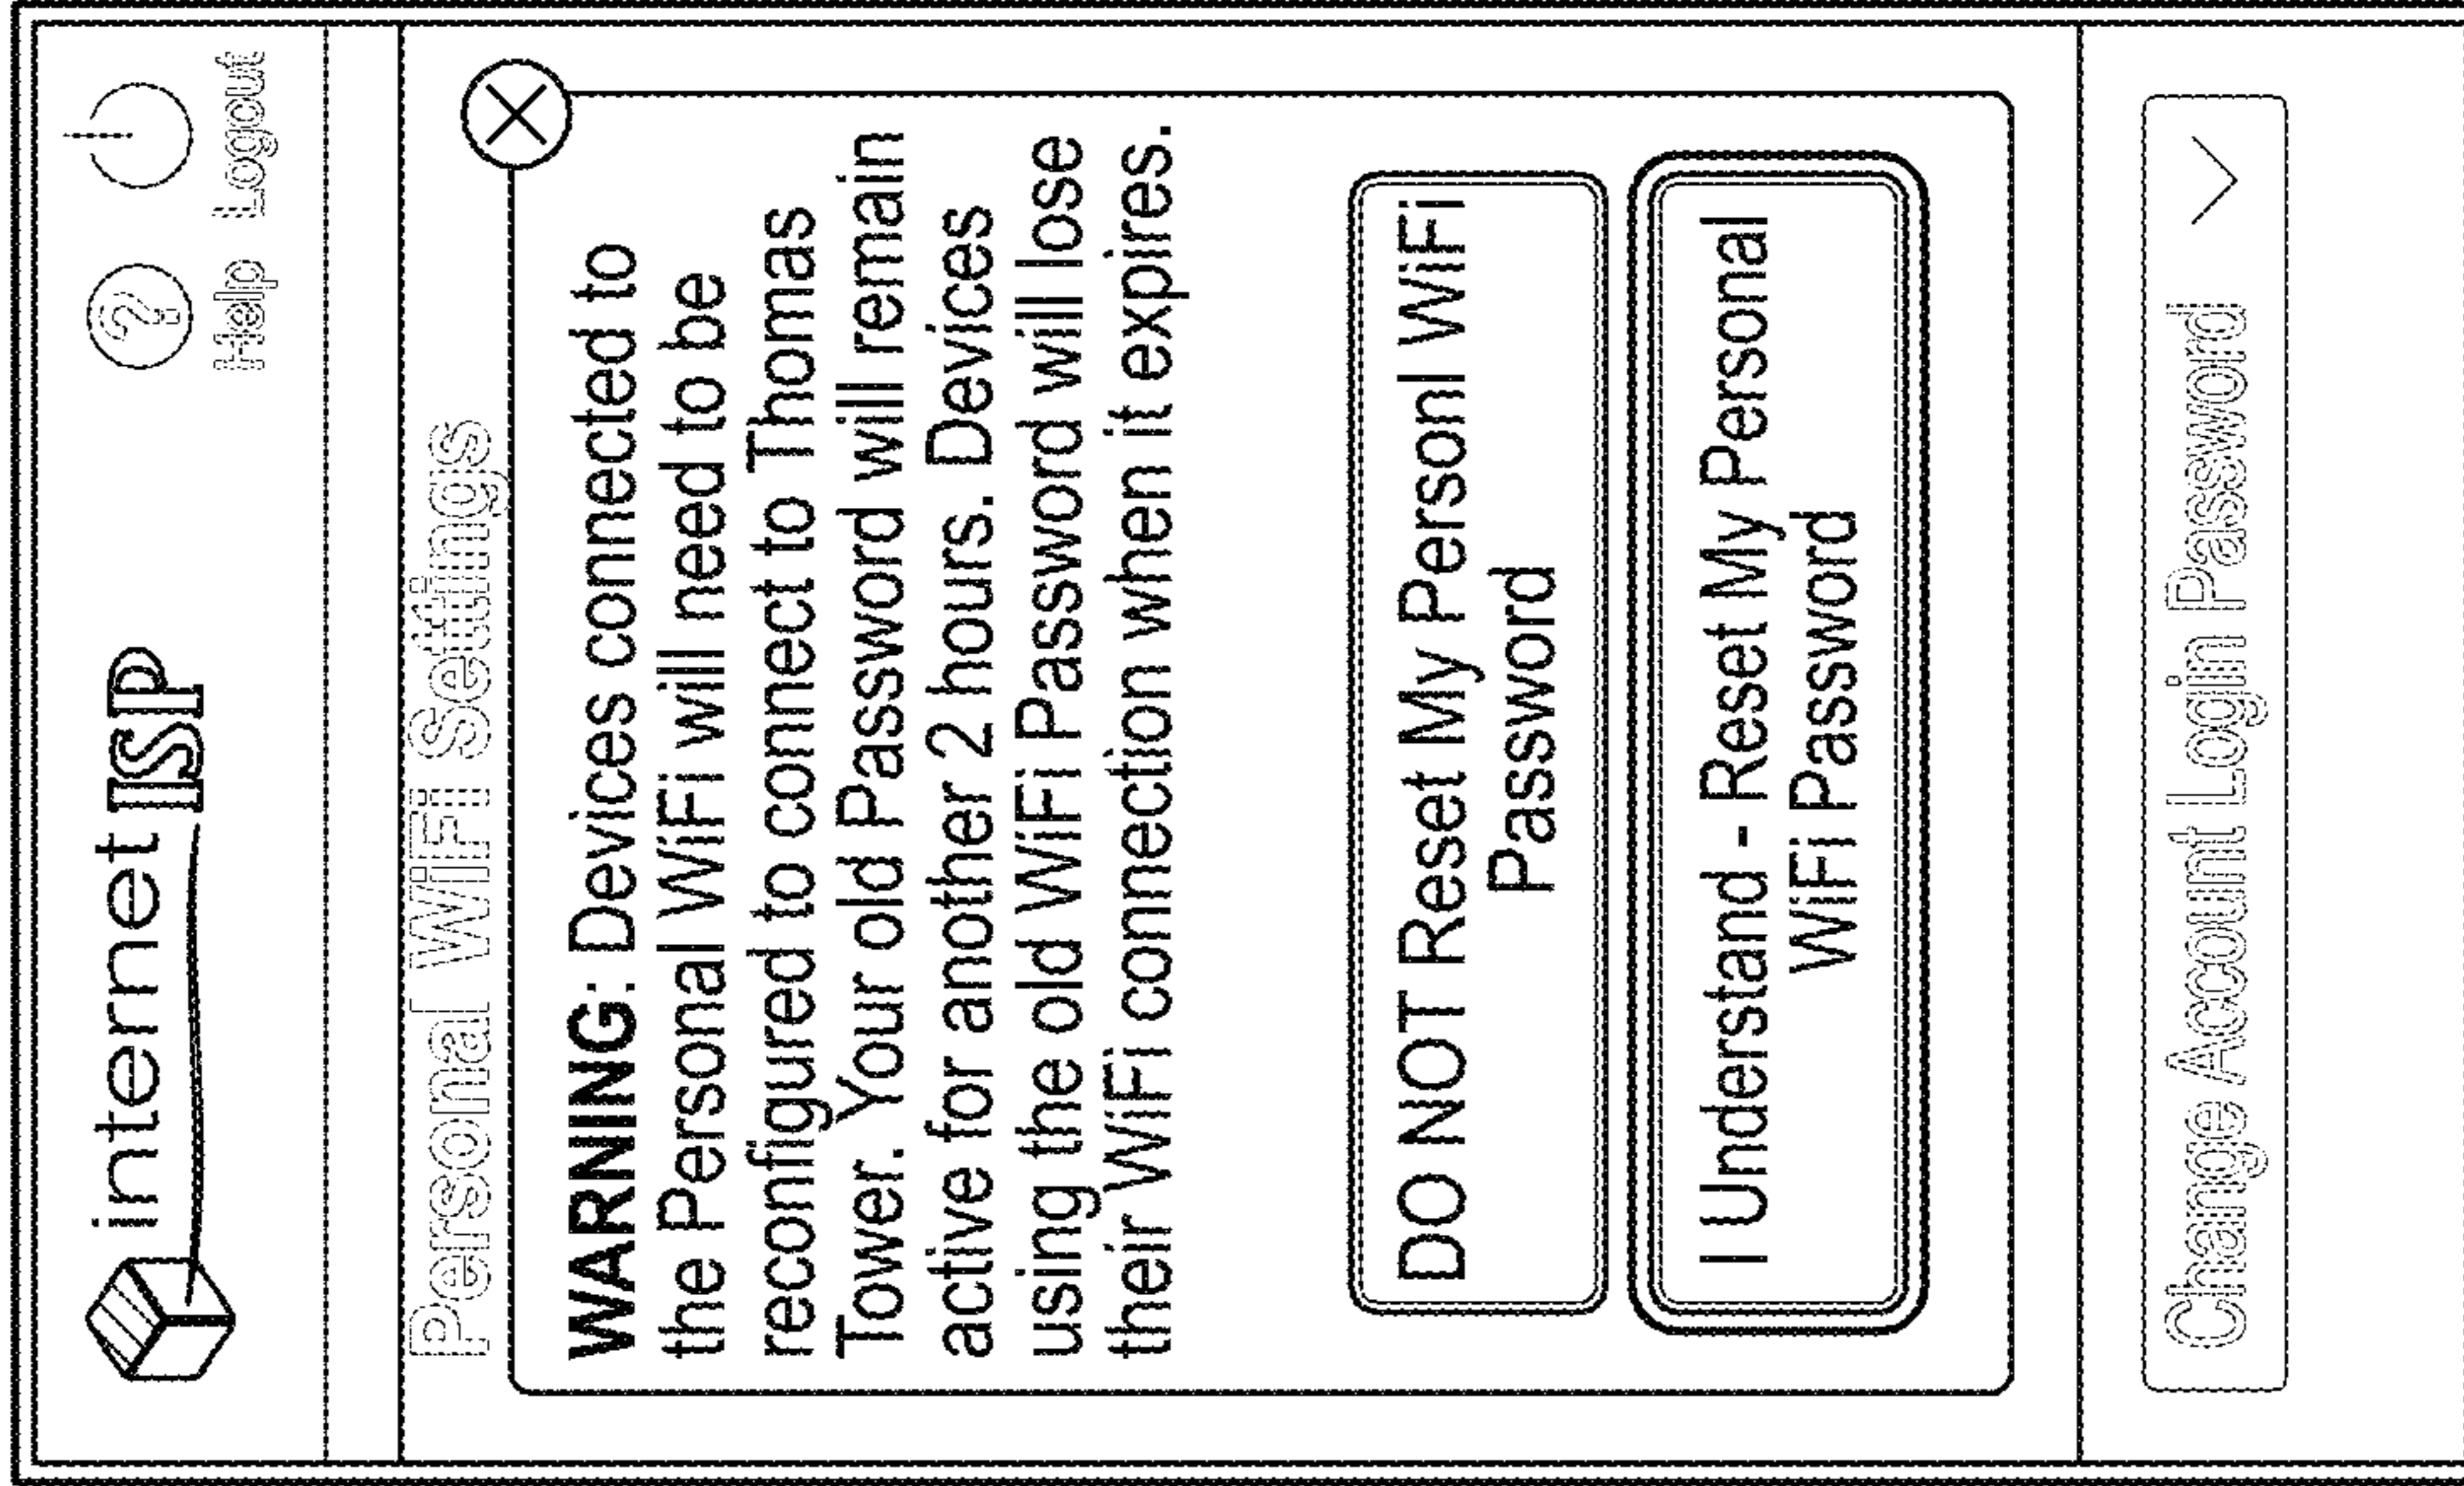 internet ISP
?
Help Logout
Personal WiFi Settings
WARNING: Devices connected to
the Personal WiFi will need to be
reconfigured to connect to Thomas
Tower. Your old Password will remain
active for another 2 hours. Devices
using the old WiFi Password will lose
their WiFi connection when it expires.
DO NOT Reset My Personl WiFi
Password
I Understand - Reset My Personal
WiFi Password
Change Account Login Password